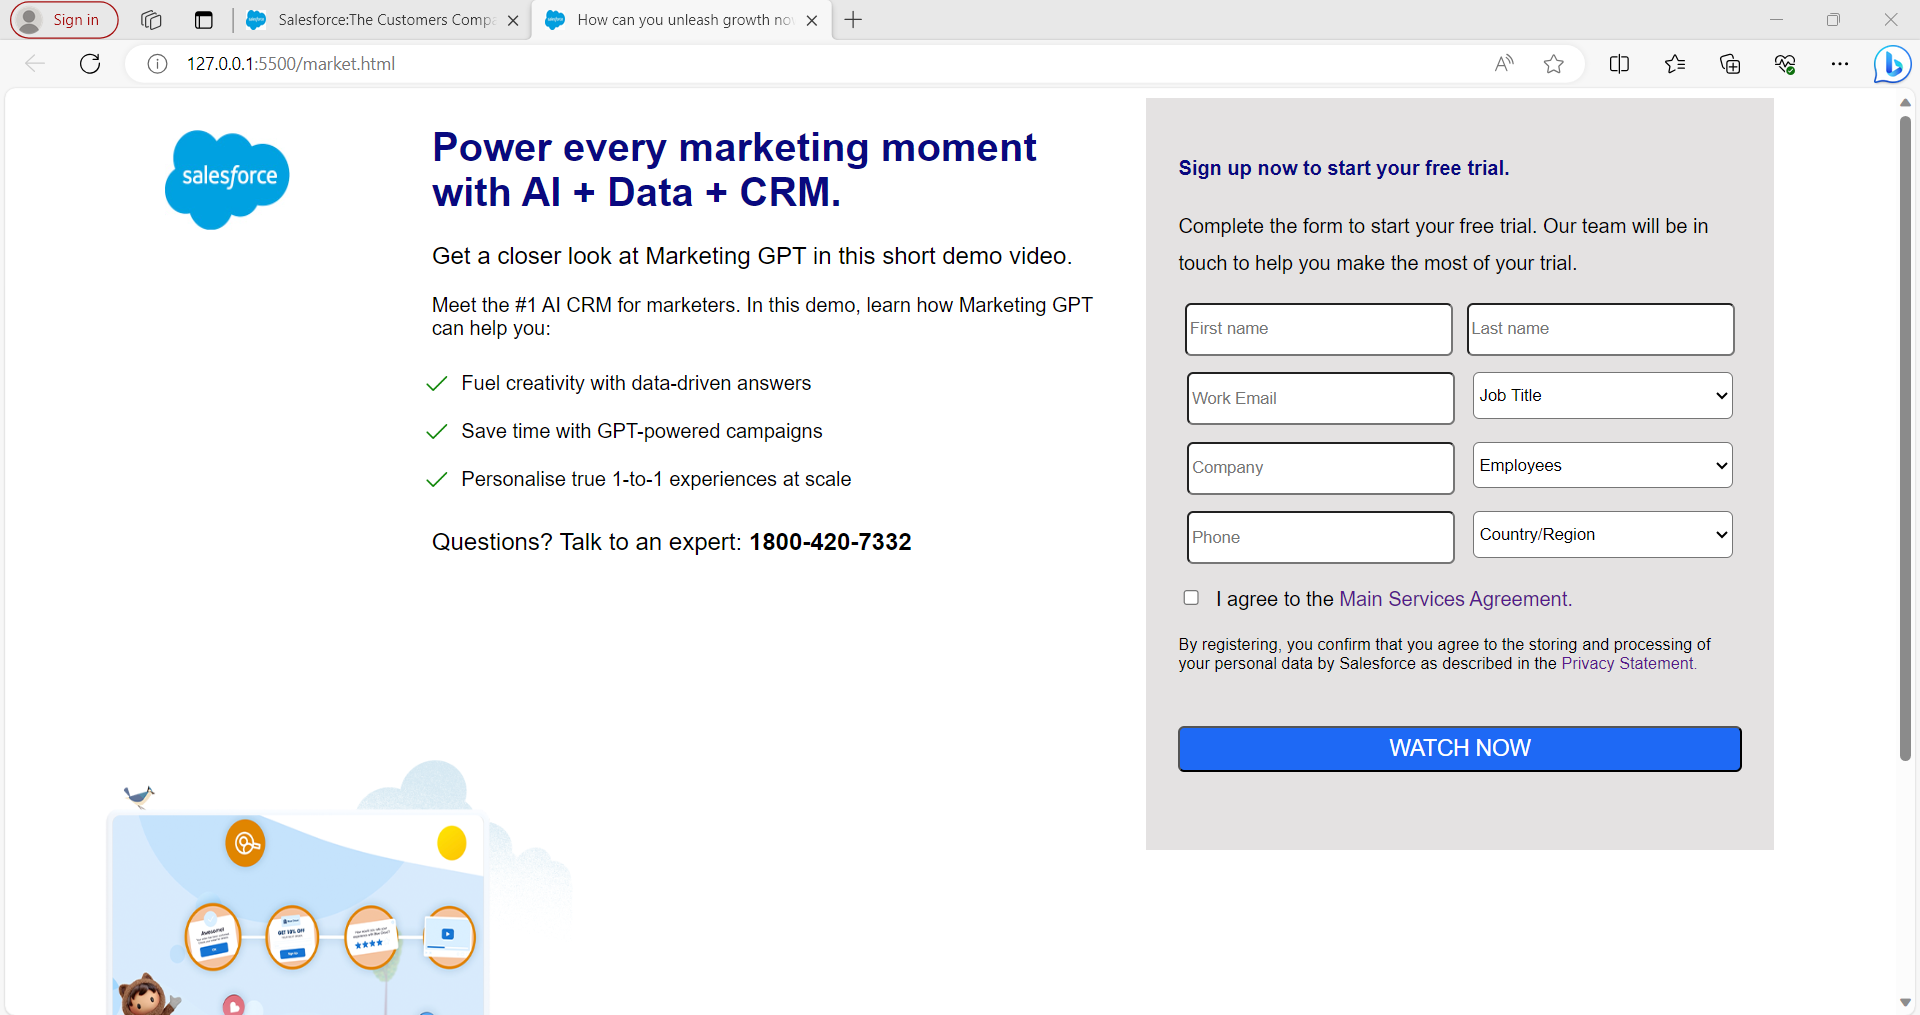 Sign in
Salesforce:The Customers Comp
How can you unleash growth no
127.0.0.1:5500/market.html
salesforce
Power every marketing moment
with AI + Data + CRM.
Get a closer look at Marketing GPT in this short demo video.
Meet the #1 AI CRM for marketers. In this demo, learn how Marketing GPT
can help you:
Fuel creativity with data-driven answers
Save time with GPT-powered campaigns
Personalise true 1-to-1 experiences at scale
Questions? Talk to an expert: 1800-420-7332
Sign up now to start your free trial.
Complete the form to start your free trial. Our team will be in
touch to help you make the most of your trial.
First name
Last name
Work Email
Job Title
Company
Employees
Phone
Country/Region
I agree to the Main Services Agreement.
By registering, you confirm that you agree to the storing and processing of
your personal data by Salesforce as described in the Privacy Statement.
WATCH NOW
Awesome!
GET 10% OFF